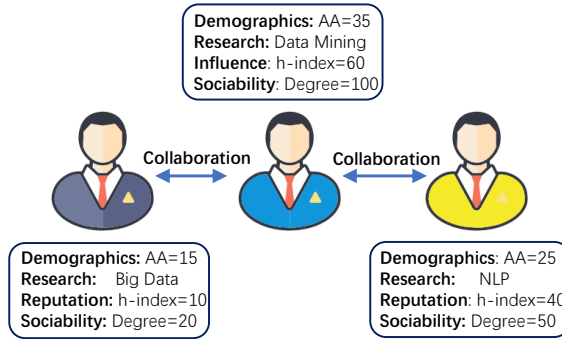 Demographics: AA=35
Research: Data Mining
Influence: h-index=60
Sociability: Degree=100
Collaboration
Collaboration
Demographics: AA=15
Research: Big Data
Reputation: h-index=10
Sociability: Degree=20
Demographics: AA=25
Research: NLP
Reputation: h-index=40
Sociability: Degree=50